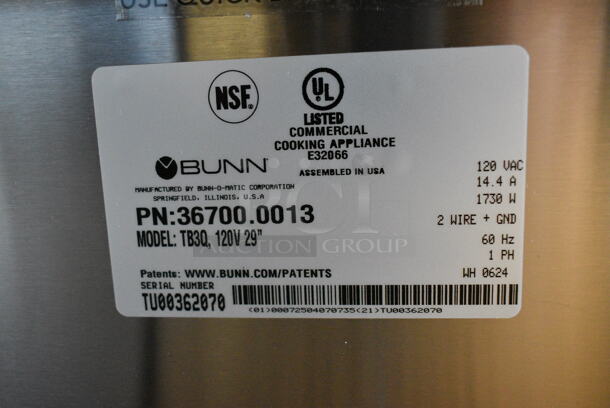 NSF®
UL®
LISTED
COMMERCIAL
COOKING APPLIANCE
E32066
ASSEMBLED IN USA
BUNN®
MANUFACTURED BY BUNN-O-MATIC CORPORATION
SPRINGFIELD, ILLINOIS, U.S.A
PN:36700.0013
MODEL: TB3Q, 120V 29"
120 VAC
14.4 A
1730 W
2 WIRE + GND
60 Hz
1 PH
WH 0624
Patents: WWW.BUNN.COM/PATENTS
SERIAL NUMBER
TU00362070
(01)00072504070735(21)TU00362070
AUCTION GROUP